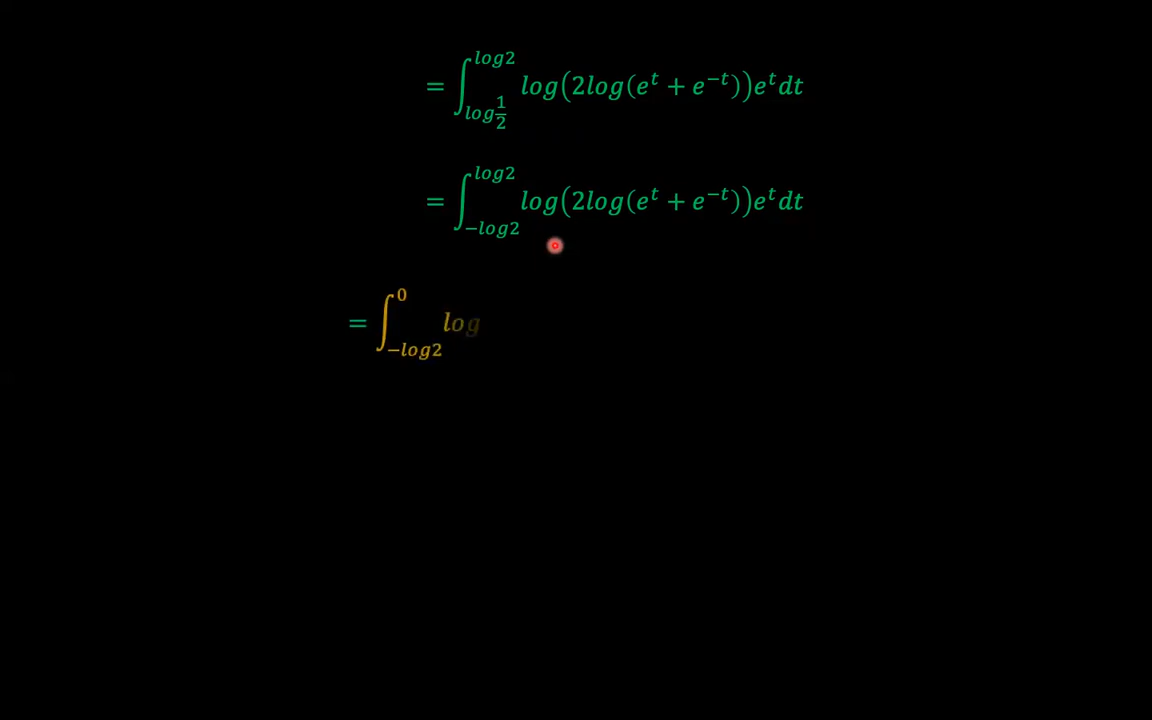 = ∫_{log 1/2}^{log2} log(2log(e^t + e^{-t}))e^t dt
= ∫_{-log2}^{log2} log(2log(e^t + e^{-t}))e^t dt
= ∫_{-log2}^{0} log